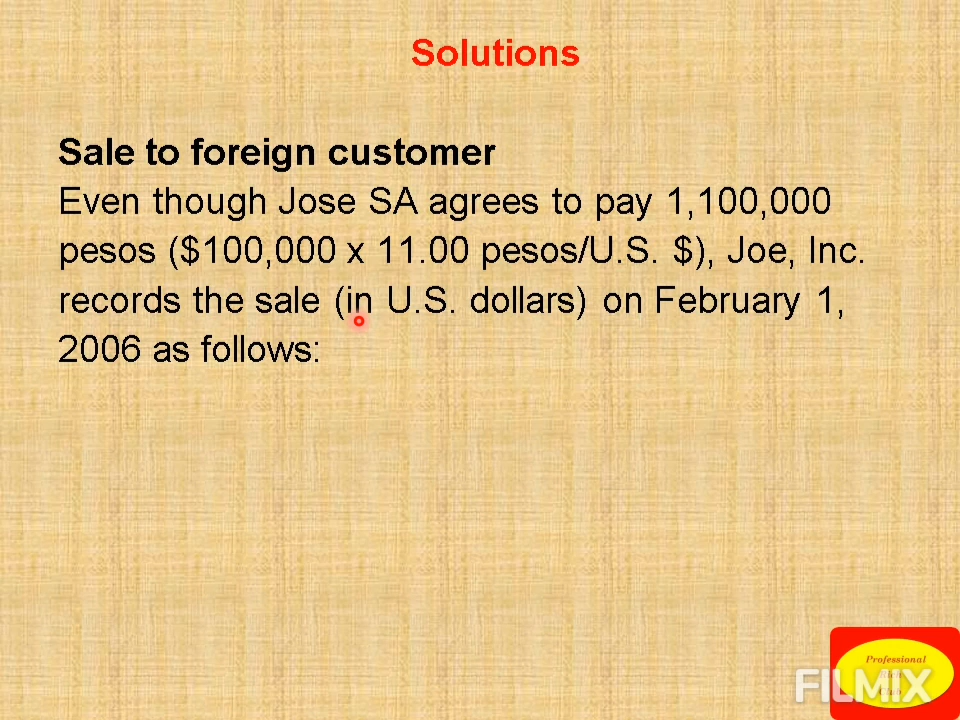 Solutions
Sale to foreign customer
Even though Jose SA agrees to pay 1,100,000
pesos ($100,000 x 11.00 pesos/U.S. $), Joe, Inc.
records the sale (in U.S. dollars) on February 1,
2006 as follows:
Professional
FILMIX